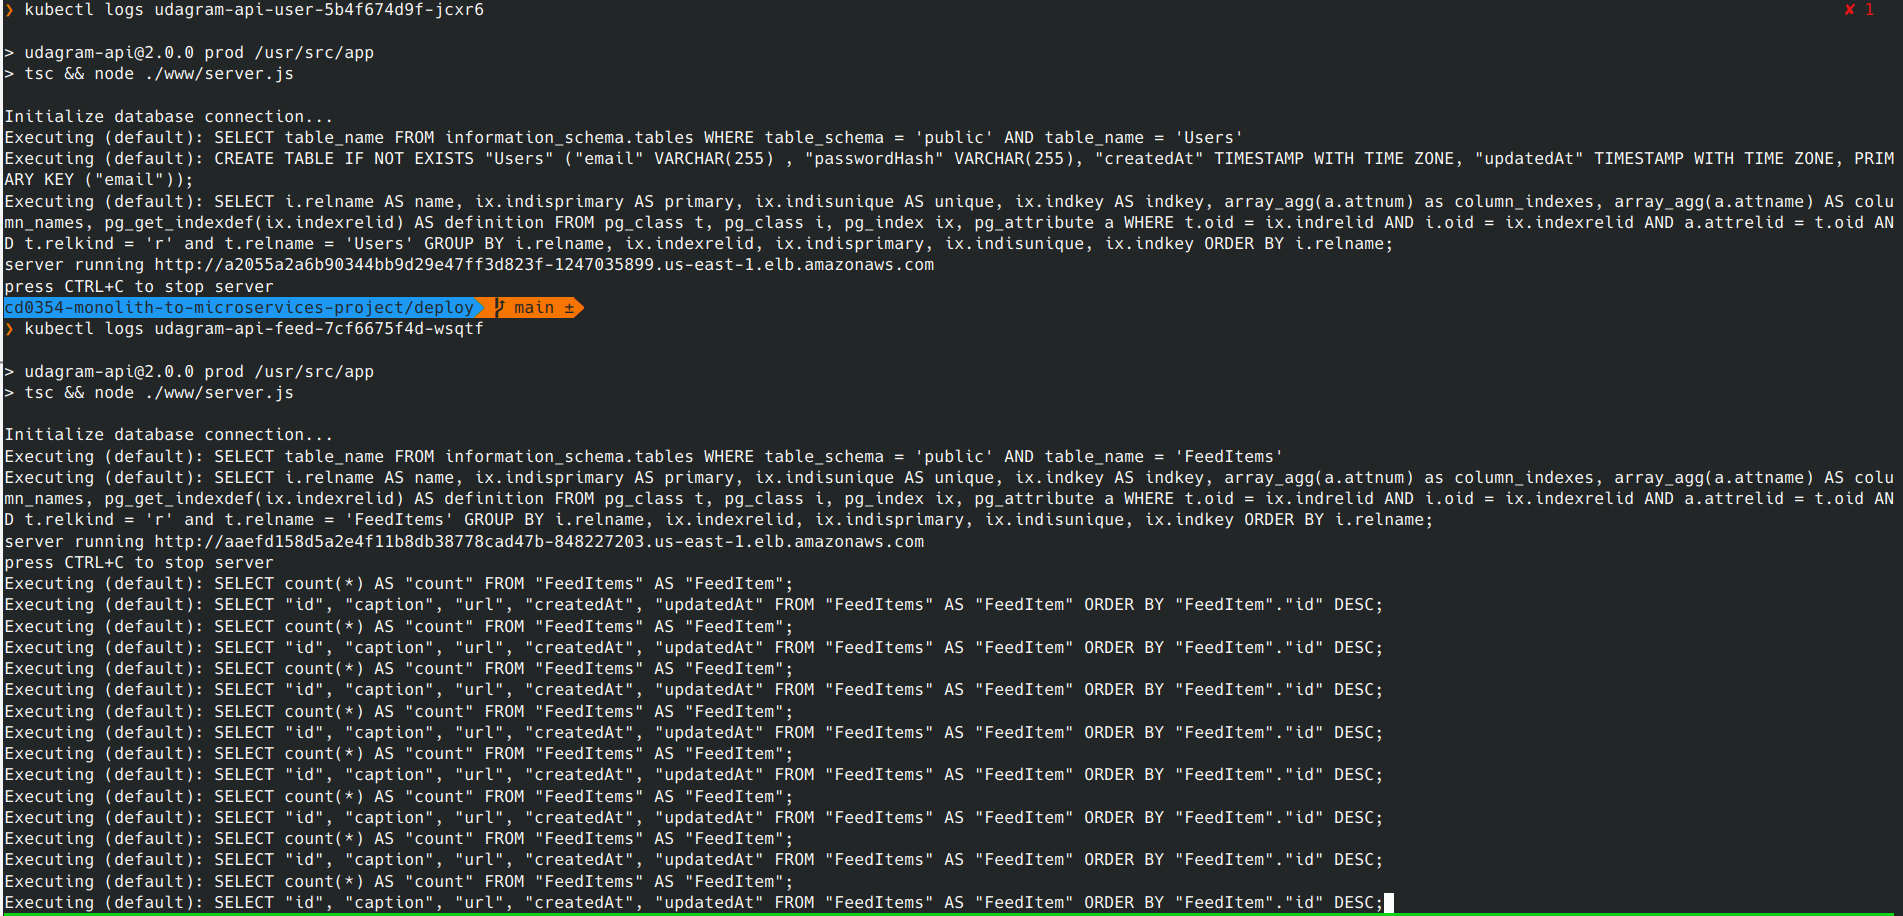 ❯ kubectl logs udagram-api-user-5b4f674d9f-jcxr6 ✘ 1
> udagram-api@2.0.0 prod /usr/src/app
> tsc && node ./www/server.js
Initialize database connection...
Executing (default): SELECT table_name FROM information_schema.tables WHERE table_schema = 'public' AND table_name = 'Users'
Executing (default): CREATE TABLE IF NOT EXISTS "Users" ("email" VARCHAR(255) , "passwordHash" VARCHAR(255), "createdAt" TIMESTAMP WITH TIME ZONE, "updatedAt" TIMESTAMP WITH TIME ZONE, PRIM
ARY KEY ("email"));
Executing (default): SELECT i.relname AS name, ix.indisprimary AS primary, ix.indisunique AS unique, ix.indkey AS indkey, array_agg(a.attnum) as column_indexes, array_agg(a.attname) AS colu
mn_names, pg_get_indexdef(ix.indexrelid) AS definition FROM pg_class t, pg_class i, pg_index ix, pg_attribute a WHERE t.oid = ix.indrelid AND i.oid = ix.indexrelid AND a.attrelid = t.oid AN
D t.relkind = 'r' and t.relname = 'Users' GROUP BY i.relname, ix.indexrelid, ix.indisprimary, ix.indisunique, ix.indkey ORDER BY i.relname;
server running http://a2055a2a6b90344bb9d29e47ff3d823f-1247035899.us-east-1.elb.amazonaws.com
press CTRL+C to stop server
cd0354-monolith-to-microservices-project/deploy main ±
❯ kubectl logs udagram-api-feed-7cf6675f4d-wsqtf
> udagram-api@2.0.0 prod /usr/src/app
> tsc && node ./www/server.js
Initialize database connection...
Executing (default): SELECT table_name FROM information_schema.tables WHERE table_schema = 'public' AND table_name = 'FeedItems'
Executing (default): SELECT i.relname AS name, ix.indisprimary AS primary, ix.indisunique AS unique, ix.indkey AS indkey, array_agg(a.attnum) as column_indexes, array_agg(a.attname) AS colu
mn_names, pg_get_indexdef(ix.indexrelid) AS definition FROM pg_class t, pg_class i, pg_index ix, pg_attribute a WHERE t.oid = ix.indrelid AND i.oid = ix.indexrelid AND a.attrelid = t.oid AN
D t.relkind = 'r' and t.relname = 'FeedItems' GROUP BY i.relname, ix.indexrelid, ix.indisprimary, ix.indisunique, ix.indkey ORDER BY i.relname;
server running http://aaefd158d5a2e4f11b8db38778cad47b-848227203.us-east-1.elb.amazonaws.com
press CTRL+C to stop server
Executing (default): SELECT count(*) AS "count" FROM "FeedItems" AS "FeedItem";
Executing (default): SELECT "id", "caption", "url", "createdAt", "updatedAt" FROM "FeedItems" AS "FeedItem" ORDER BY "FeedItem"."id" DESC;
Executing (default): SELECT count(*) AS "count" FROM "FeedItems" AS "FeedItem";
Executing (default): SELECT "id", "caption", "url", "createdAt", "updatedAt" FROM "FeedItems" AS "FeedItem" ORDER BY "FeedItem"."id" DESC;
Executing (default): SELECT count(*) AS "count" FROM "FeedItems" AS "FeedItem";
Executing (default): SELECT "id", "caption", "url", "createdAt", "updatedAt" FROM "FeedItems" AS "FeedItem" ORDER BY "FeedItem"."id" DESC;
Executing (default): SELECT count(*) AS "count" FROM "FeedItems" AS "FeedItem";
Executing (default): SELECT "id", "caption", "url", "createdAt", "updatedAt" FROM "FeedItems" AS "FeedItem" ORDER BY "FeedItem"."id" DESC;
Executing (default): SELECT count(*) AS "count" FROM "FeedItems" AS "FeedItem";
Executing (default): SELECT "id", "caption", "url", "createdAt", "updatedAt" FROM "FeedItems" AS "FeedItem" ORDER BY "FeedItem"."id" DESC;
Executing (default): SELECT count(*) AS "count" FROM "FeedItems" AS "FeedItem";
Executing (default): SELECT "id", "caption", "url", "createdAt", "updatedAt" FROM "FeedItems" AS "FeedItem" ORDER BY "FeedItem"."id" DESC;
Executing (default): SELECT count(*) AS "count" FROM "FeedItems" AS "FeedItem";
Executing (default): SELECT "id", "caption", "url", "createdAt", "updatedAt" FROM "FeedItems" AS "FeedItem" ORDER BY "FeedItem"."id" DESC;
Executing (default): SELECT count(*) AS "count" FROM "FeedItems" AS "FeedItem";
Executing (default): SELECT "id", "caption", "url", "createdAt", "updatedAt" FROM "FeedItems" AS "FeedItem" ORDER BY "FeedItem"."id" DESC;